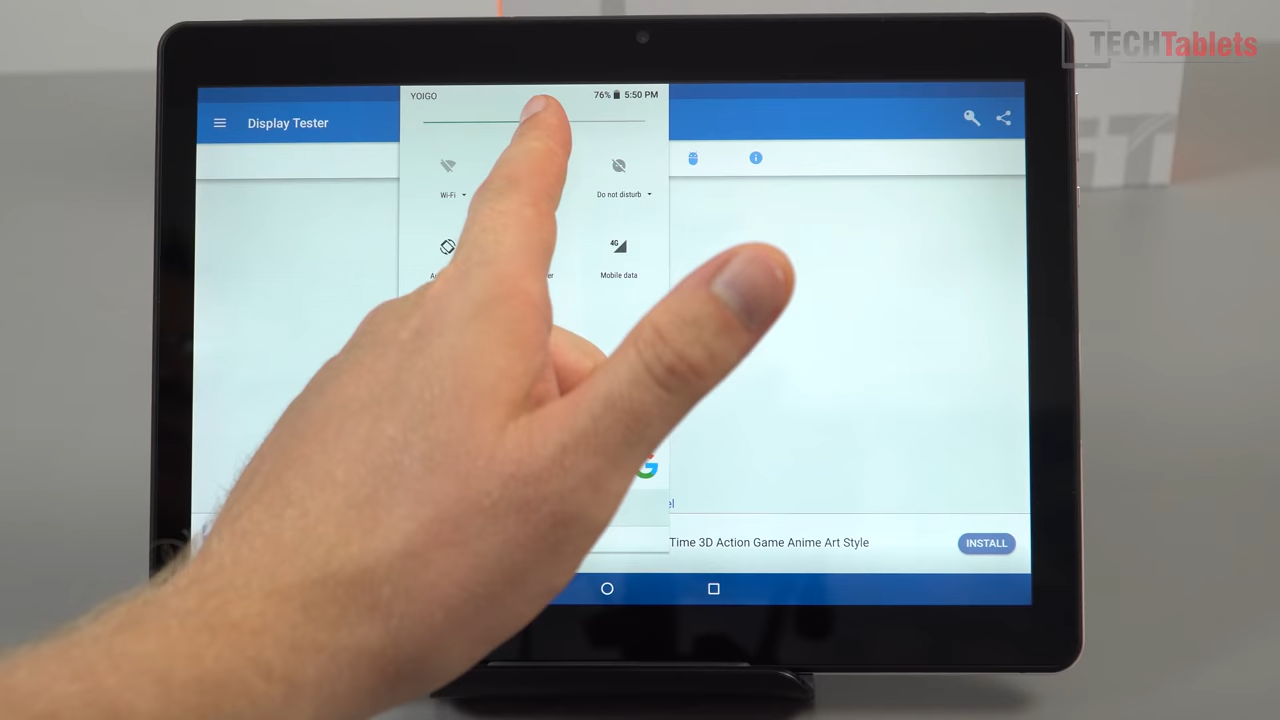 TECHTablets
YOIGO
76% 5:50 PM
Display Tester
Wi-Fi
Do not disturb
4G
Mobile data
Time 3D Action Game Anime Art Style
INSTALL